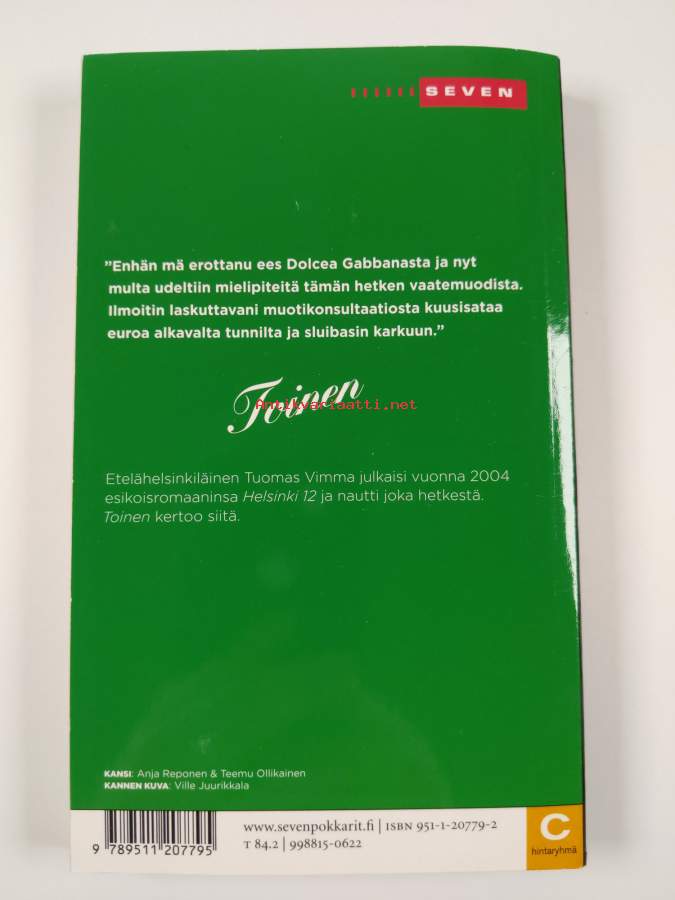 SEVEN
”Enhän mä erottanu ees Dolcea Gabbanasta ja nyt
multa udeltiin mielipiteitä tämän hetken vaatemuodista.
Ilmoitin laskuttavani muotikonsultaatiosta kuusisataa
euroa alkavalta tunnilta ja sluibasin karkuun.”
Toinen
Antikvariaatti.net
Etelähelsinkiläinen Tuomas Vimma julkaisi vuonna 2004
esikoisromaaninsa Helsinki 12 ja nautti joka hetkestä.
Toinen kertoo siitä.
KANSI: Anja Reponen & Teemu Ollikainen
KANNEN KUVA: Ville Juurikkala
www.sevenpokkarit.fi | ISBN 951-1-20779-2
T 84.2 | 998815-0622
9 789511 207795
C
hintaryhmä